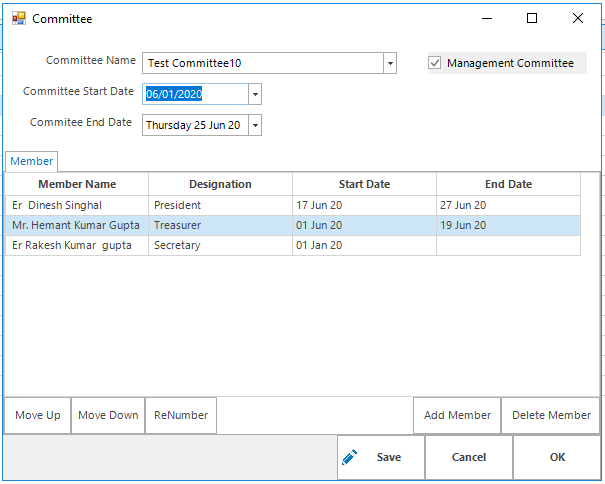 Committee
Committee Name Test Committee10 Management Committee
Committee Start Date 06/01/2020
Commitee End Date Thursday 25 Jun 20
Member
Member Name Designation Start Date End Date
Er Dinesh Singhal President 17 Jun 20 27 Jun 20
Mr. Hemant Kumar Gupta Treasurer 01 Jun 20 19 Jun 20
Er Rakesh Kumar gupta Secretary 01 Jan 20
Move Up Move Down ReNumber Add Member Delete Member
Save Cancel OK